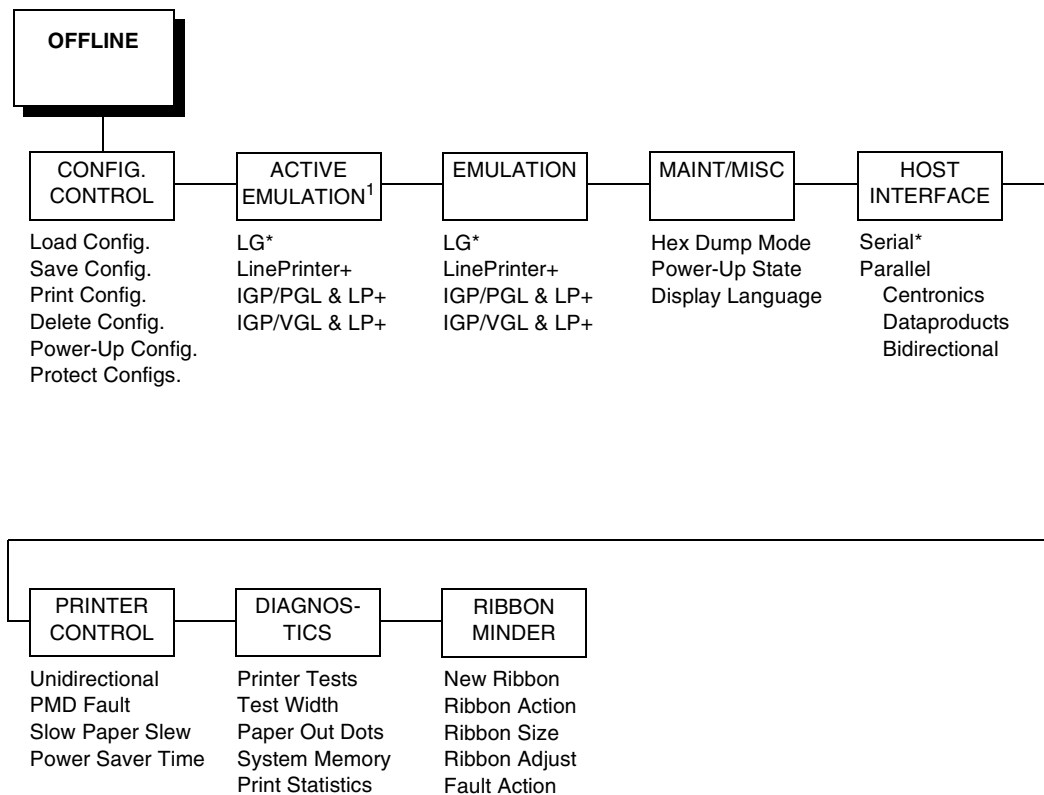 OFFLINE
CONFIG.
CONTROL
Load Config.
Save Config.
Print Config.
Delete Config.
Power-Up Config.
Protect Configs.
ACTIVE
EMULATION1
LG*
LinePrinter+
IGP/PGL & LP+
IGP/VGL & LP+
EMULATION
LG*
LinePrinter+
IGP/PGL & LP+
IGP/VGL & LP+
MAINT/MISC
Hex Dump Mode
Power-Up State
Display Language
HOST
INTERFACE
Serial*
Parallel
Centronics
Dataproducts
Bidirectional
PRINTER
CONTROL
Unidirectional
PMD Fault
Slow Paper Slew
Power Saver Time
DIAGNOS-
TICS
Printer Tests
Test Width
Paper Out Dots
System Memory
Print Statistics
RIBBON
MINDER
New Ribbon
Ribbon Action
Ribbon Size
Ribbon Adjust
Fault Action